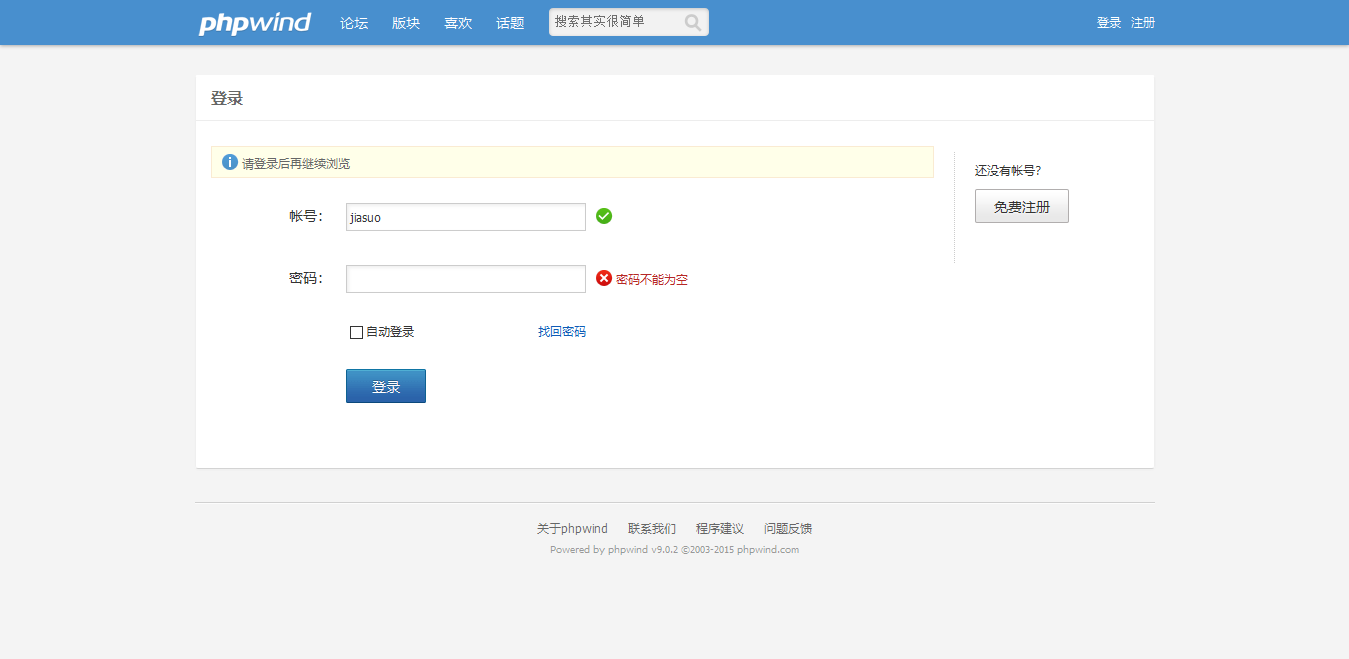 phpwind 论坛 版块 喜欢 话题 搜索其实很简单 登录 注册
登录
请登录后再继续浏览
还没有帐号?
免费注册
帐号： jiasuo
密码： 密码不能为空
自动登录 找回密码
登录
关于phpwind 联系我们 程序建议 问题反馈
Powered by phpwind v9.0.2 ©2003-2015 phpwind.com